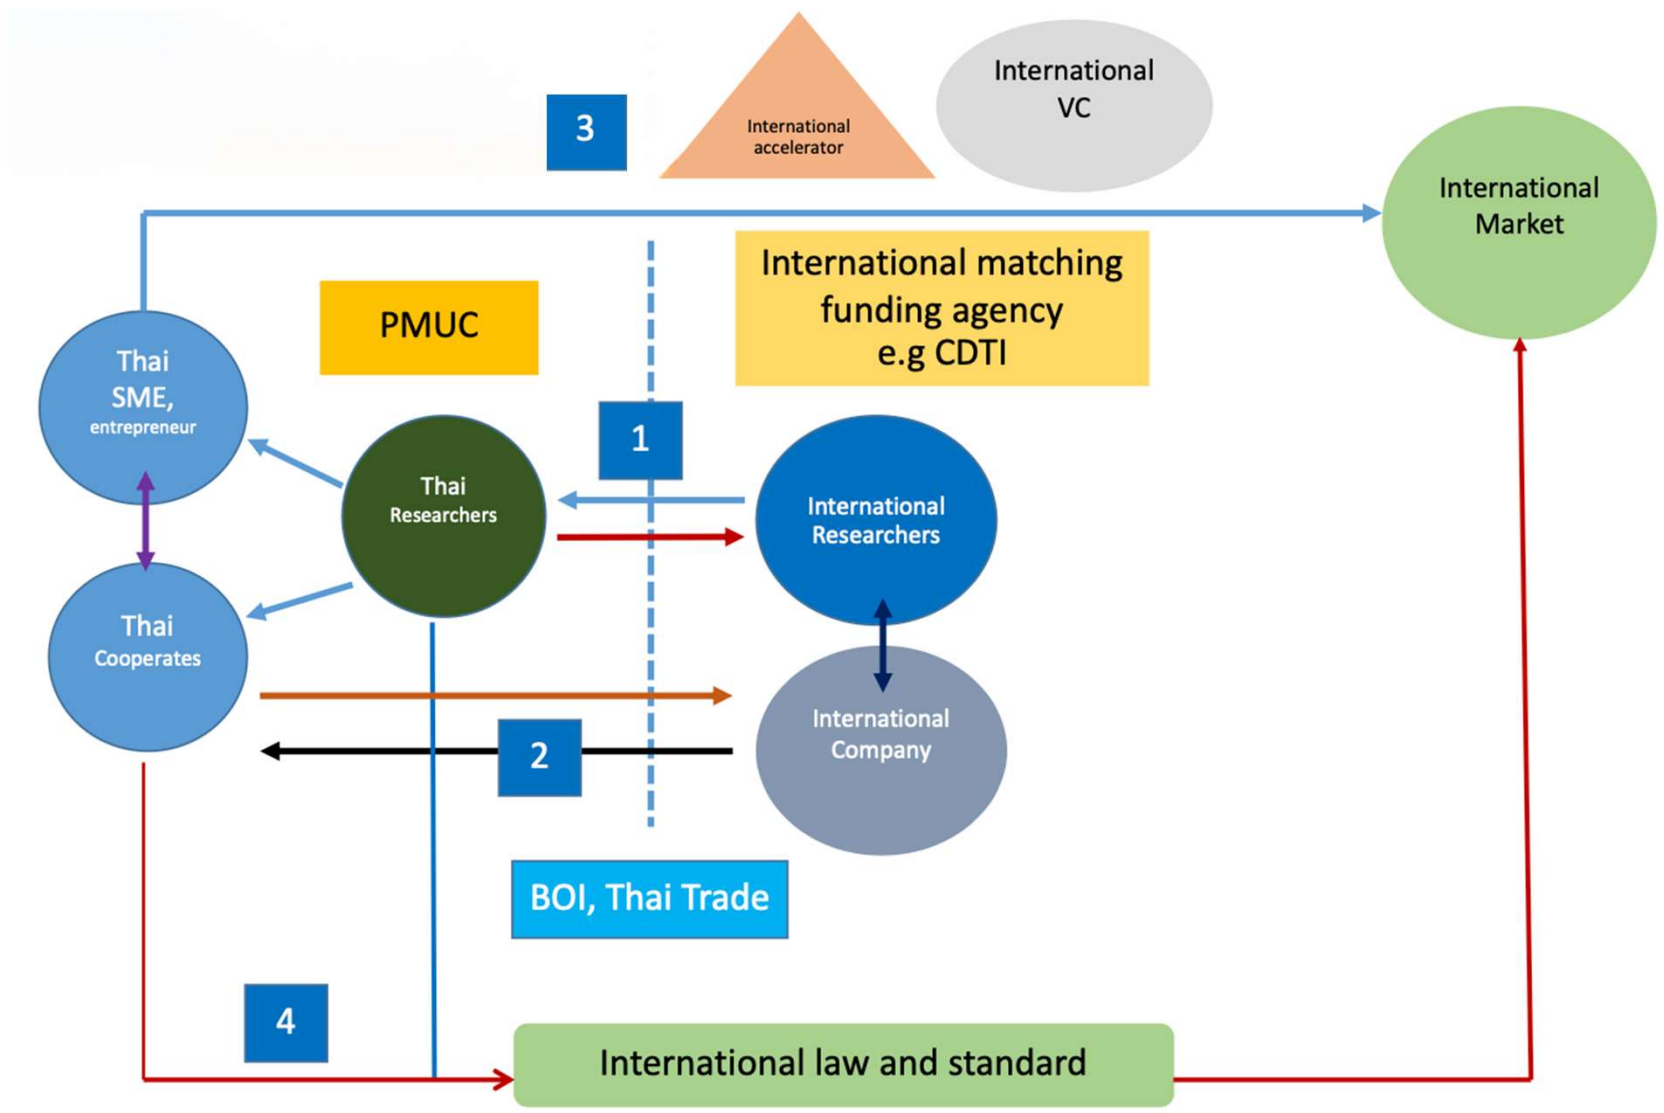 3
International
accelerator
International
VC
International
Market
International matching
funding agency
e.g CDTI
PMUC
Thai
SME,
entrepreneur
1
Thai
Researchers
International
Researchers
Thai
Cooperates
International
Company
2
BOI, Thai Trade
4
International law and standard